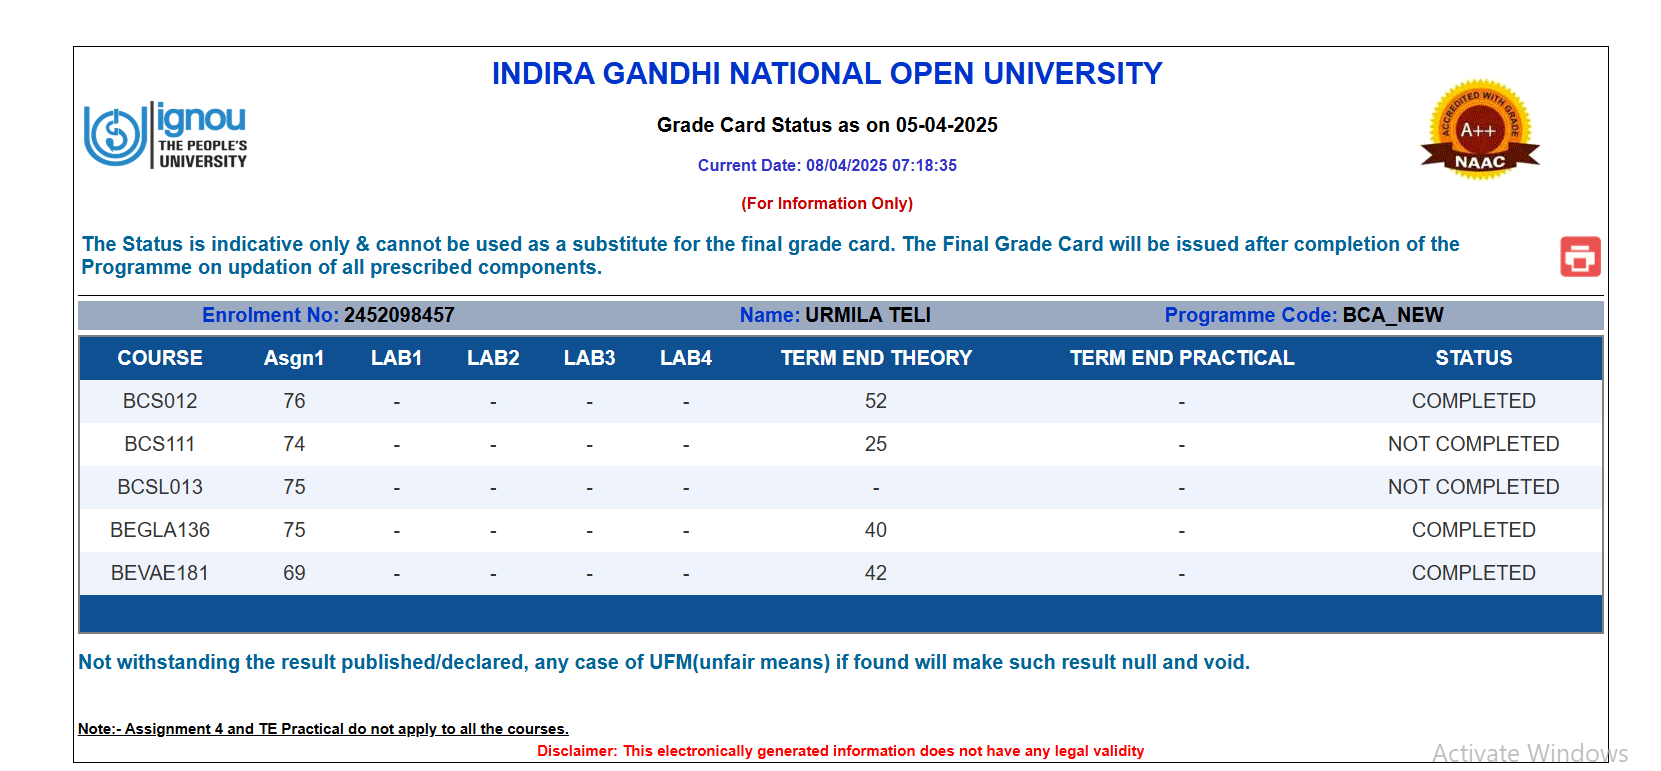 INDIRA GANDHI NATIONAL OPEN UNIVERSITY
ignou
THE PEOPLE'S
UNIVERSITY
Grade Card Status as on 05-04-2025
Current Date: 08/04/2025 07:18:35
(For Information Only)
ACCREDITED WITH GRADE
A++
NAAC
The Status is indicative only & cannot be used as a substitute for the final grade card. The Final Grade Card will be issued after completion of the
Programme on updation of all prescribed components.
Enrolment No: 2452098457 Name: URMILA TELI Programme Code: BCA_NEW
COURSE Asgn1 LAB1 LAB2 LAB3 LAB4 TERM END THEORY TERM END PRACTICAL STATUS
BCS012 76 - - - - 52 - COMPLETED
BCS111 74 - - - - 25 - NOT COMPLETED
BCSL013 75 - - - - - - NOT COMPLETED
BEGLA136 75 - - - - 40 - COMPLETED
BEVAE181 69 - - - - 42 - COMPLETED
Not withstanding the result published/declared, any case of UFM(unfair means) if found will make such result null and void.
Note:- Assignment 4 and TE Practical do not apply to all the courses.
Disclaimer: This electronically generated information does not have any legal validity
Activate Windows